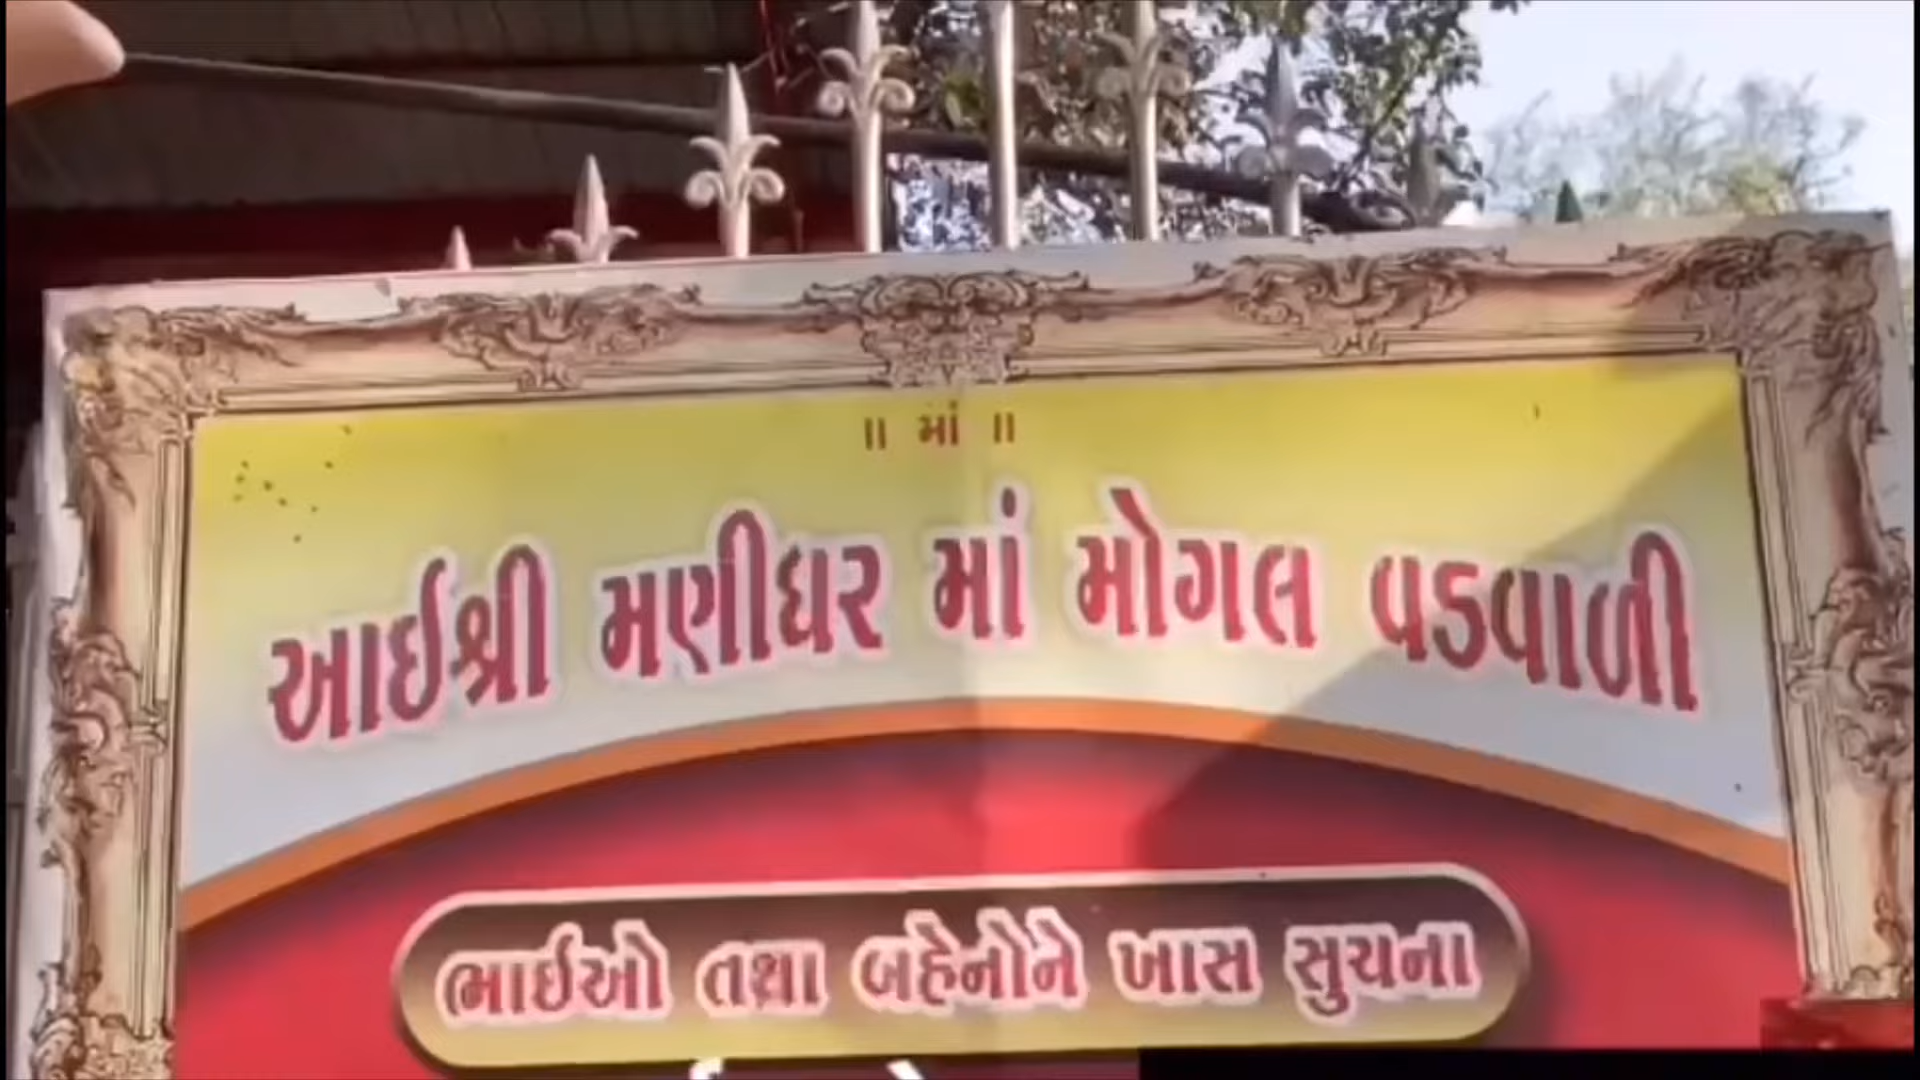 ॥ માં ॥
આઈશ્રી મણીધર માં મોગલ વડવાળી
ભાઈઓ તથા બહેનોને ખાસ સુચના